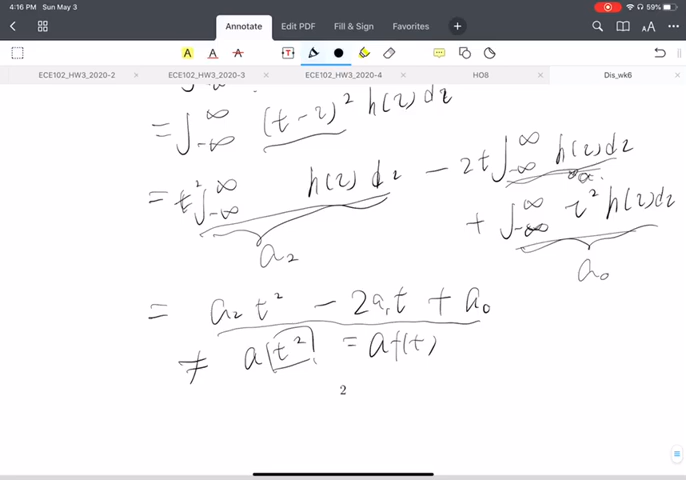 4:16 PM Sun May 3
59%
Annotate Edit PDF Fill & Sign Favorites
ECE102_HW3_2020-2 ECE102_HW3_2020-3 ECE102_HW3_2020-4 HO8 Dis_wk6
= ∫_{-∞}^{∞} (t-τ)² h(τ)dτ
= t² ∫_{-∞}^{∞} h(τ) dτ - 2t ∫_{-∞}^{∞} h(τ)dτ
+ ∫_{-∞}^{∞} τ² h(τ)dτ
a₂ a₀
= a₂ t² - 2a₁t + a₀
≠ a(t²) = a f(t)
2